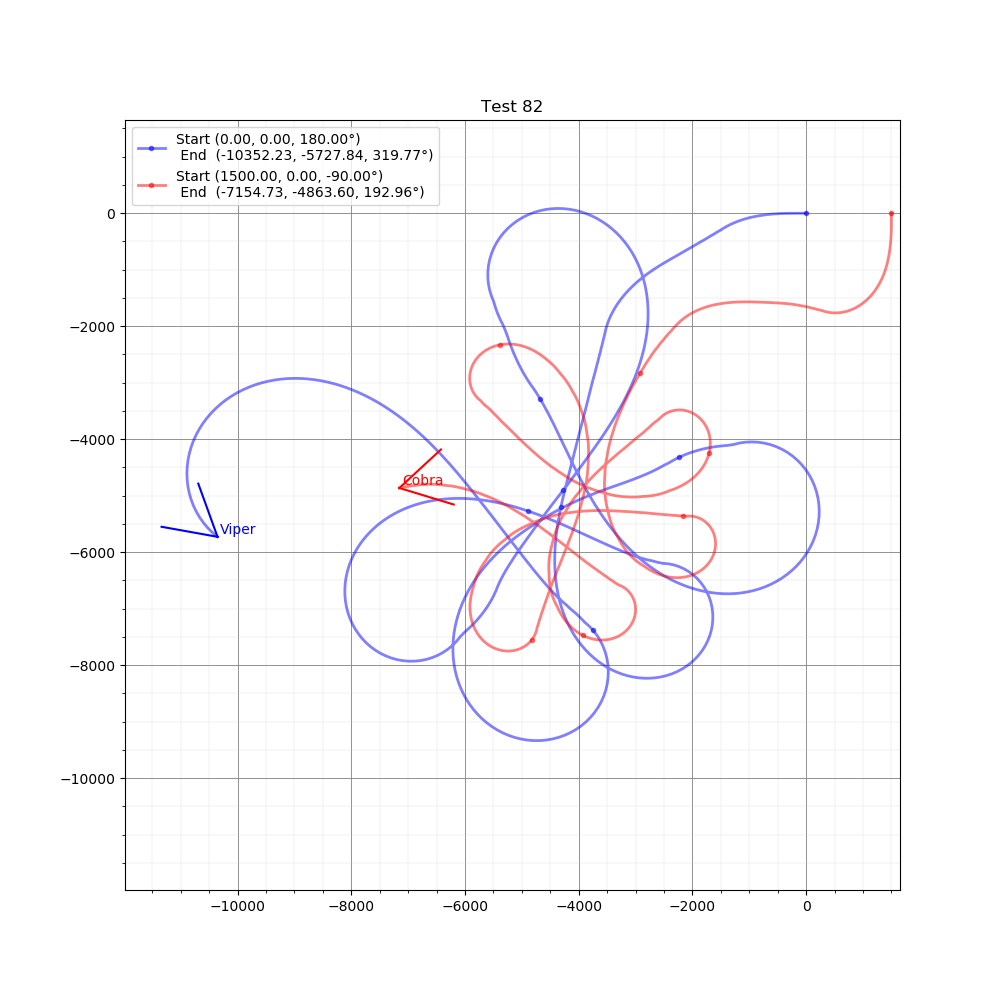 Test 82
Start (0.00, 0.00, 180.00°)
End (-10352.23, -5727.84, 319.77°)
Start (1500.00, 0.00, -90.00°)
End (-7154.73, -4863.60, 192.96°)
0
−2000
−4000
−6000
−8000
−10000
Cobra
Viper
−10000 −8000 −6000 −4000 −2000 0